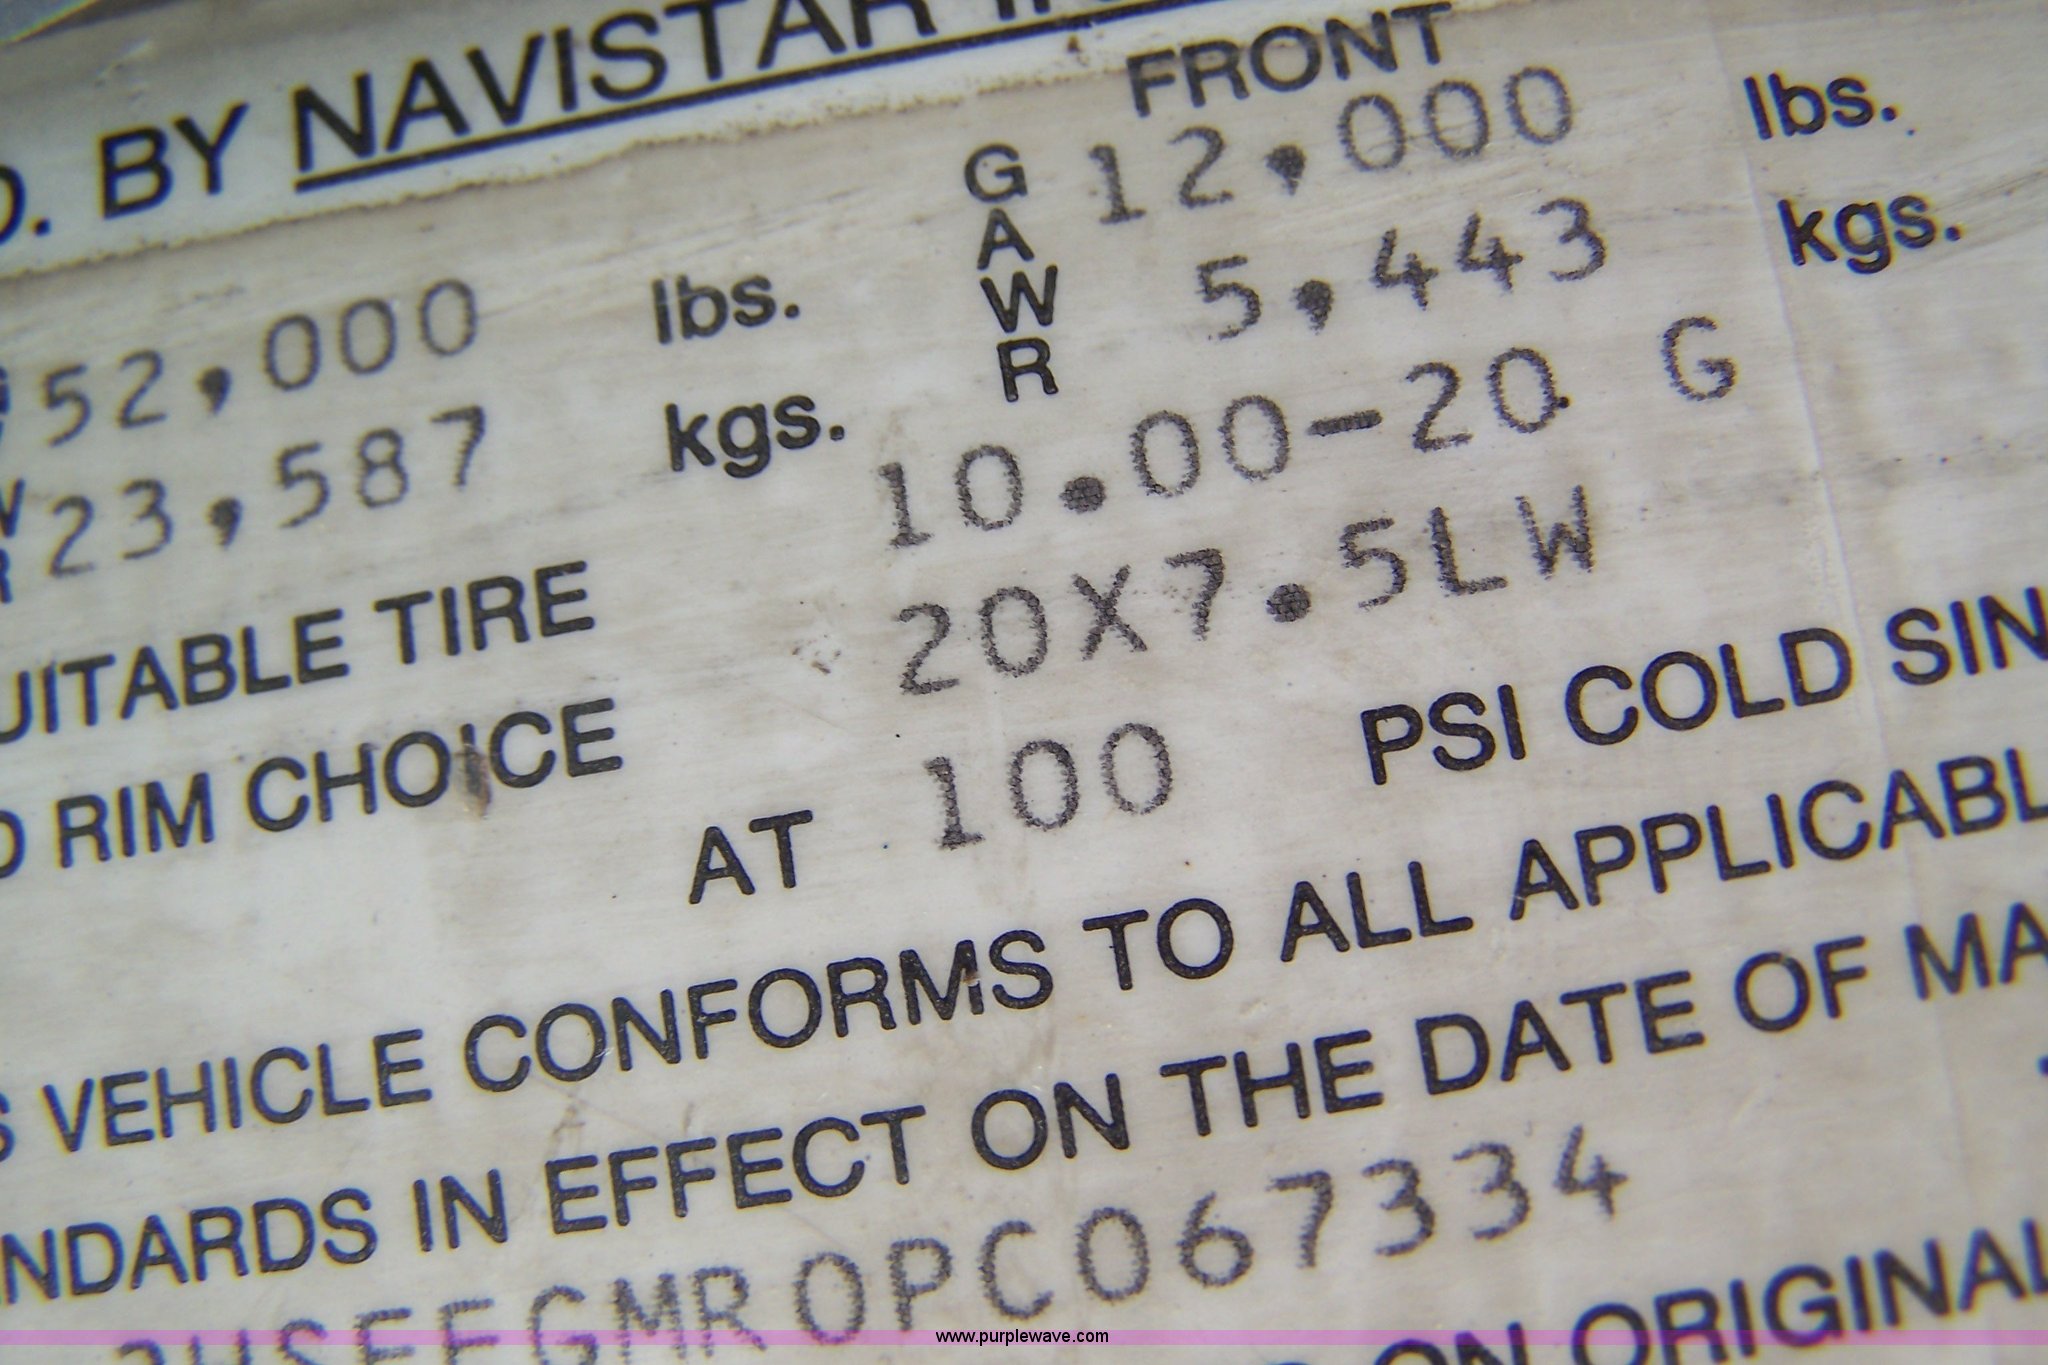 D. BY NAVISTAR
FRONT
G 12,000 lbs.
A
W 5,443 kgs.
R
52,000 lbs.
23,587 kgs.
10.00-20 G
UITABLE TIRE
20X7.5LW
RIM CHOICE
AT 100 PSI COLD SIN
VEHICLE CONFORMS TO ALL APPLICABL
NDARDS IN EFFECT ON THE DATE OF MA
GMR0PC067334
ON ORIGINAL
www.purplewave.com